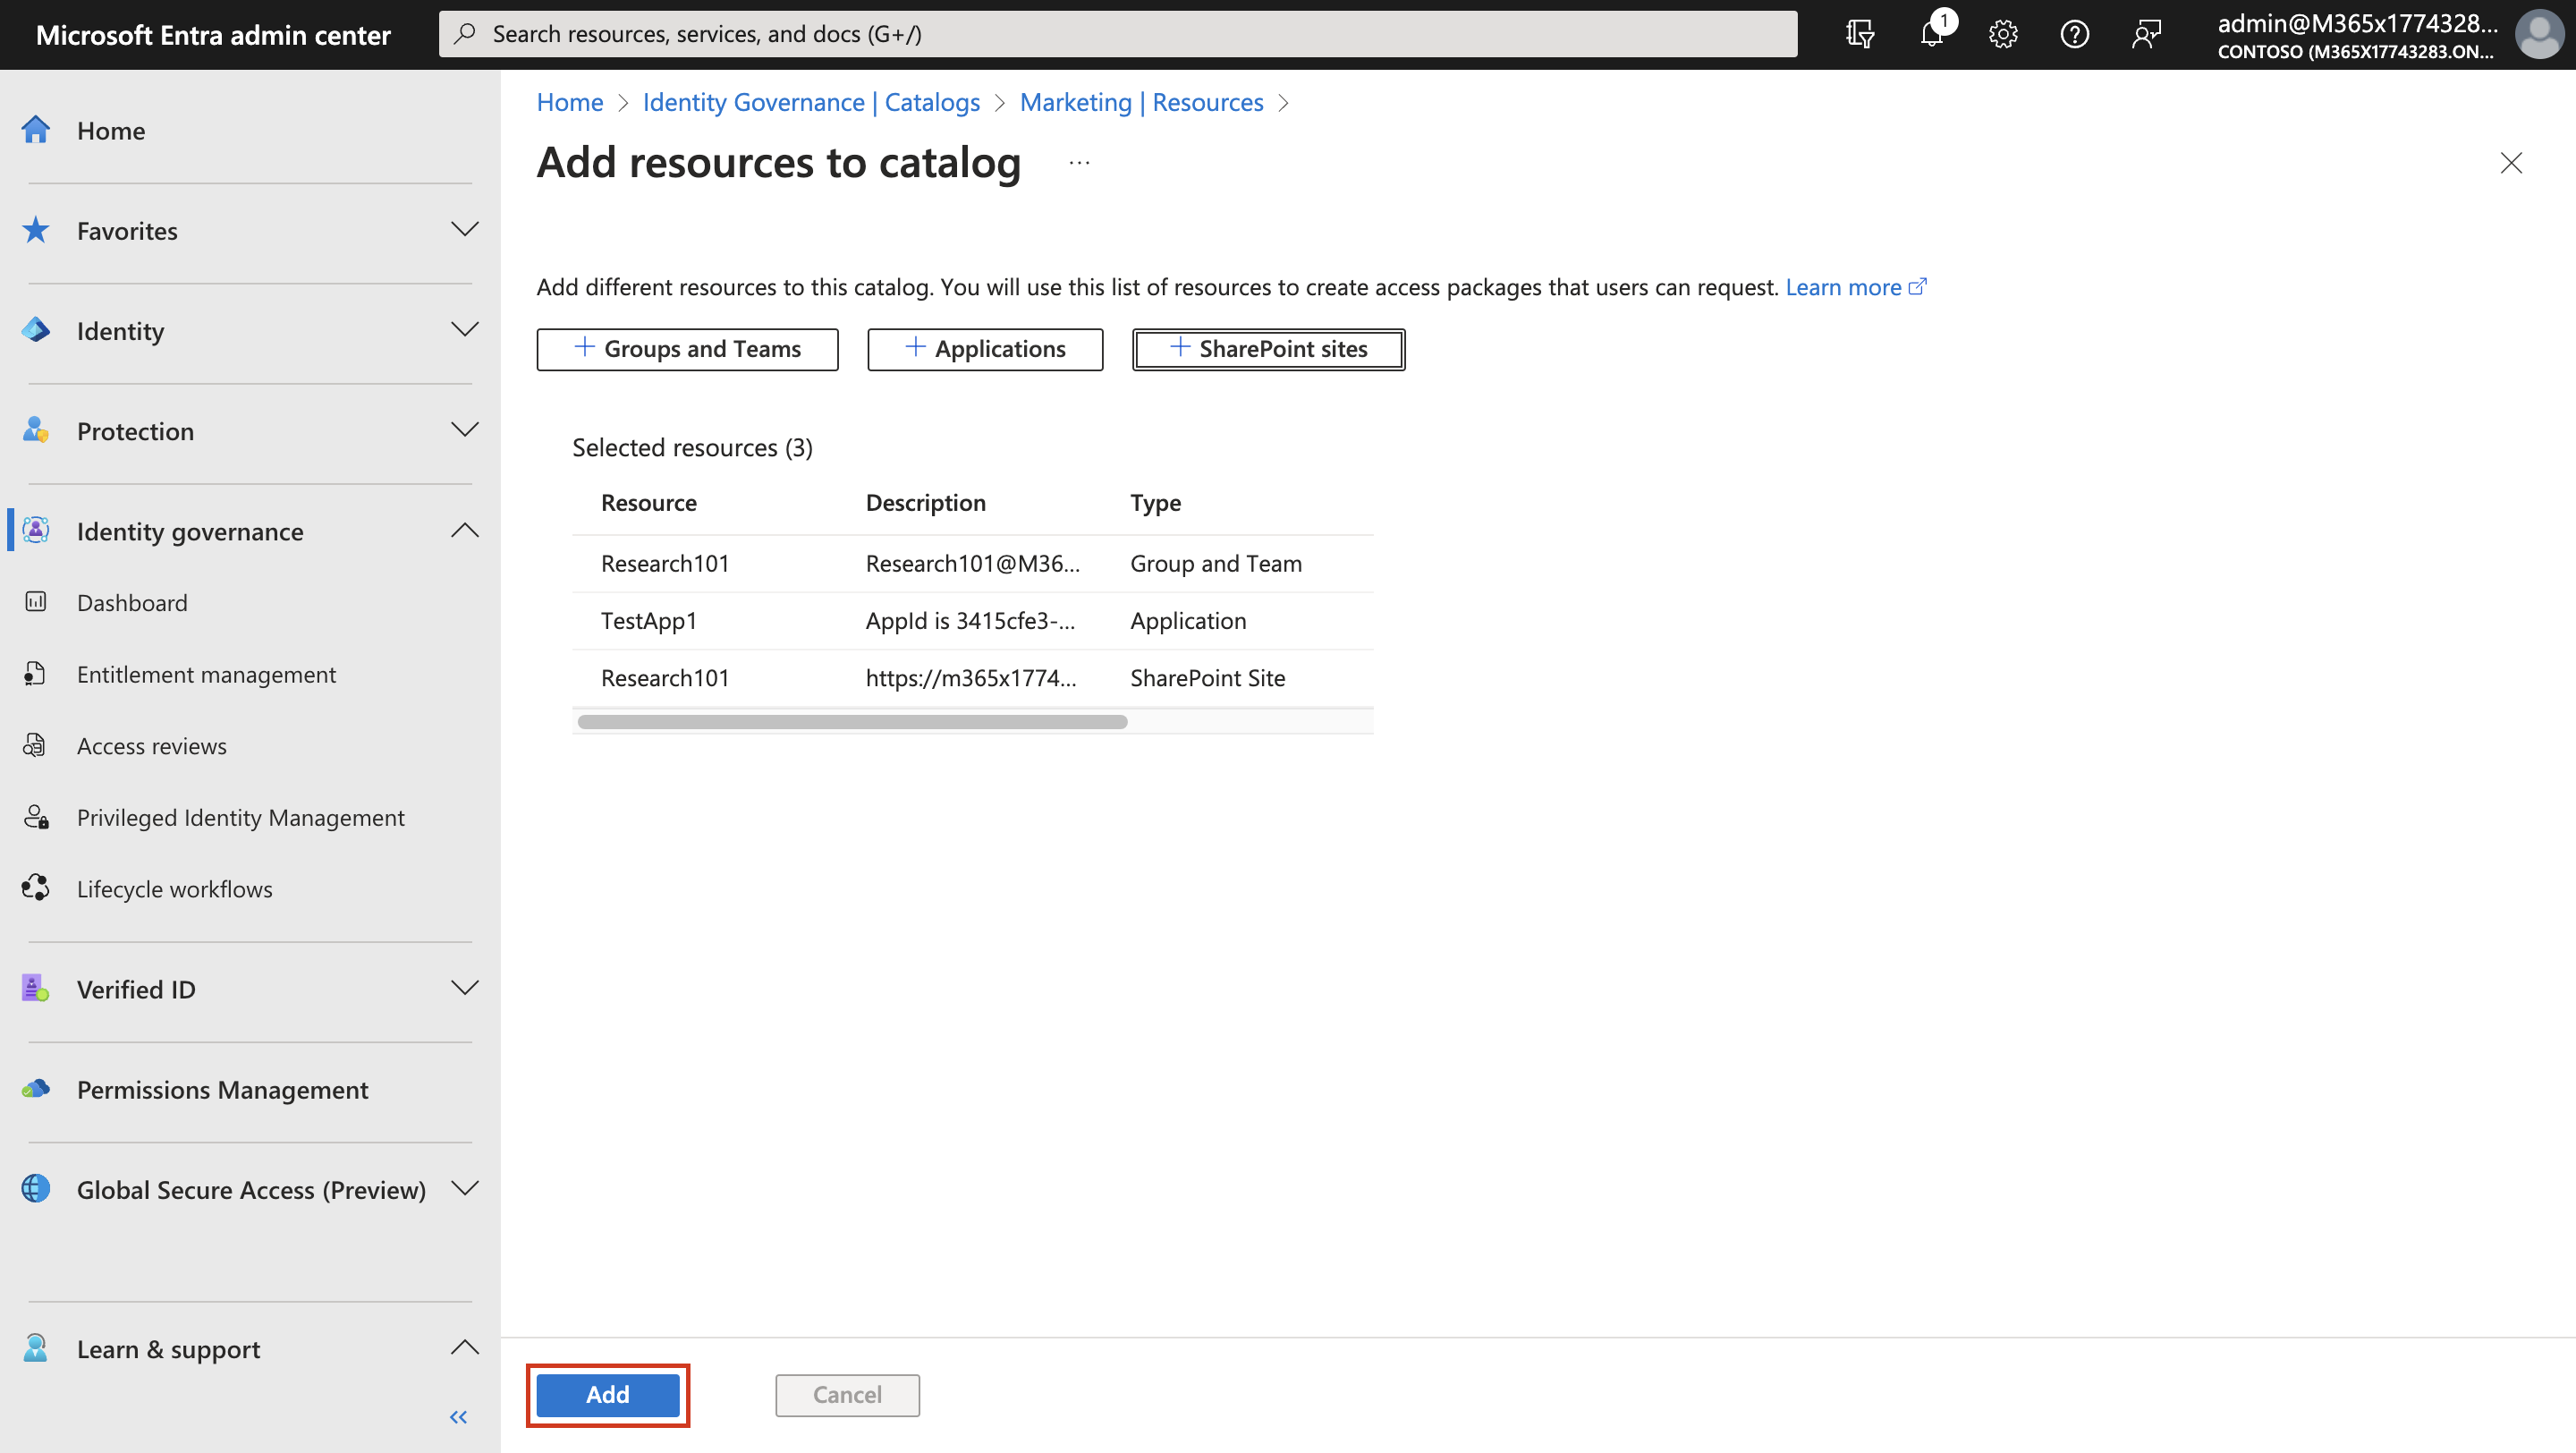 Microsoft Entra admin center
Search resources, services, and docs (G+/)
1
admin@M365x1774328...
CONTOSO (M365X17743283.ON...
Home
Favorites
Identity
Protection
Identity governance
Dashboard
Entitlement management
Access reviews
Privileged Identity Management
Lifecycle workflows
Verified ID
Permissions Management
Global Secure Access (Preview)
Learn & support
Home > Identity Governance | Catalogs > Marketing | Resources >
Add resources to catalog ...
Add different resources to this catalog. You will use this list of resources to create access packages that users can request. Learn more
+ Groups and Teams + Applications + SharePoint sites
Selected resources (3)
Resource Description Type
Research101 Research101@M36... Group and Team
TestApp1 AppId is 3415cfe3-... Application
Research101 https://m365x1774... SharePoint Site
Add Cancel